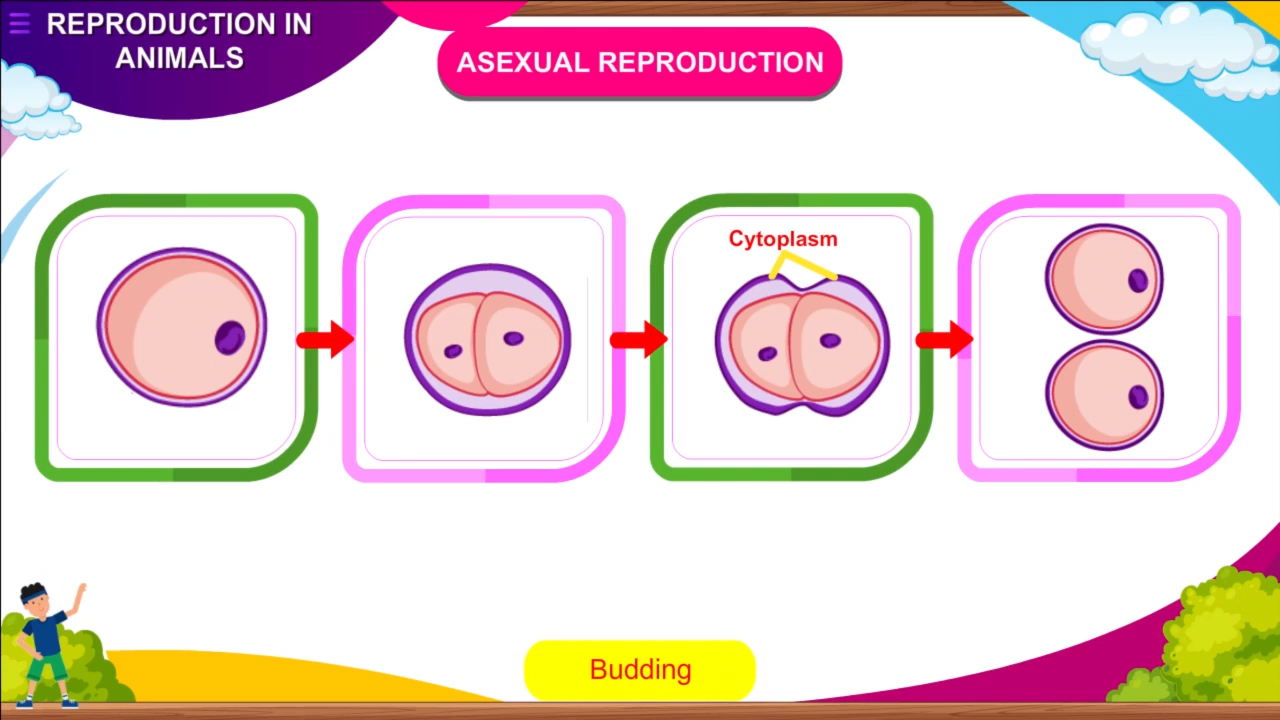 REPRODUCTION IN
ANIMALS
ASEXUAL REPRODUCTION
Cytoplasm
Budding